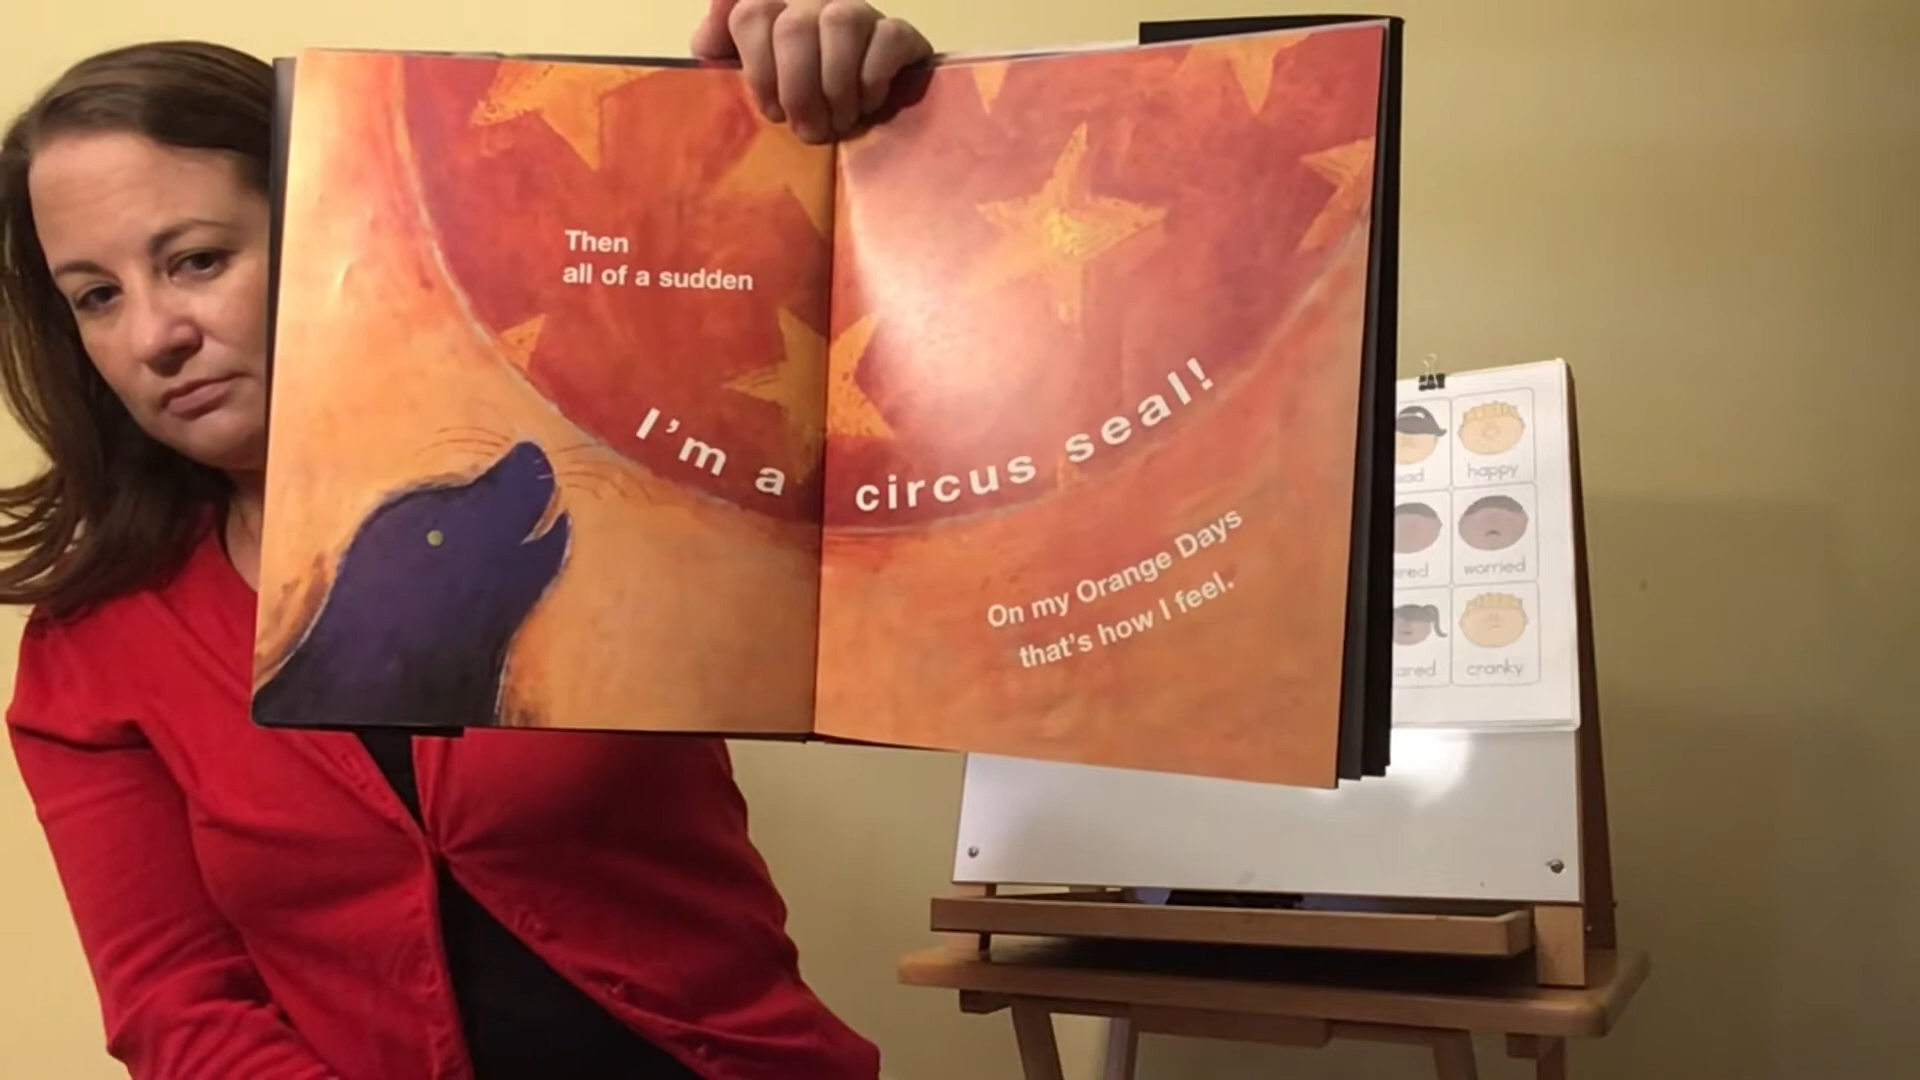 Then
all of a sudden
I'm a circus seal!
On my Orange Days
that's how I feel.
happy
worried
cranky